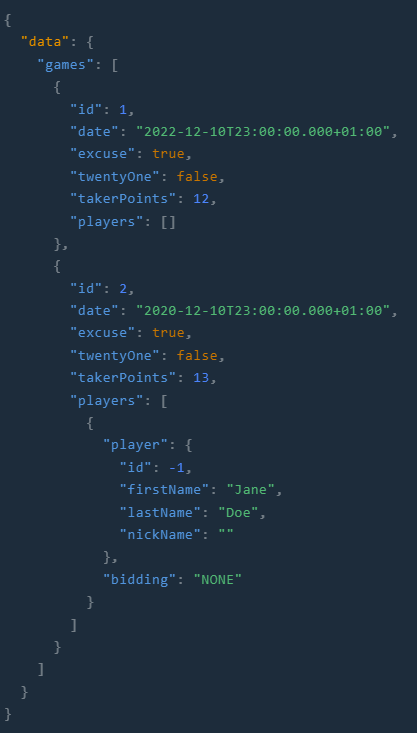 {
  "data": {
    "games": [
      {
        "id": 1,
        "date": "2022-12-10T23:00:00.000+01:00",
        "excuse": true,
        "twentyOne": false,
        "takerPoints": 12,
        "players": []
      },
      {
        "id": 2,
        "date": "2020-12-10T23:00:00.000+01:00",
        "excuse": true,
        "twentyOne": false,
        "takerPoints": 13,
        "players": [
          {
            "player": {
              "id": -1,
              "firstName": "Jane",
              "lastName": "Doe",
              "nickName": ""
            },
            "bidding": "NONE"
          }
        ]
      }
    ]
  }
}